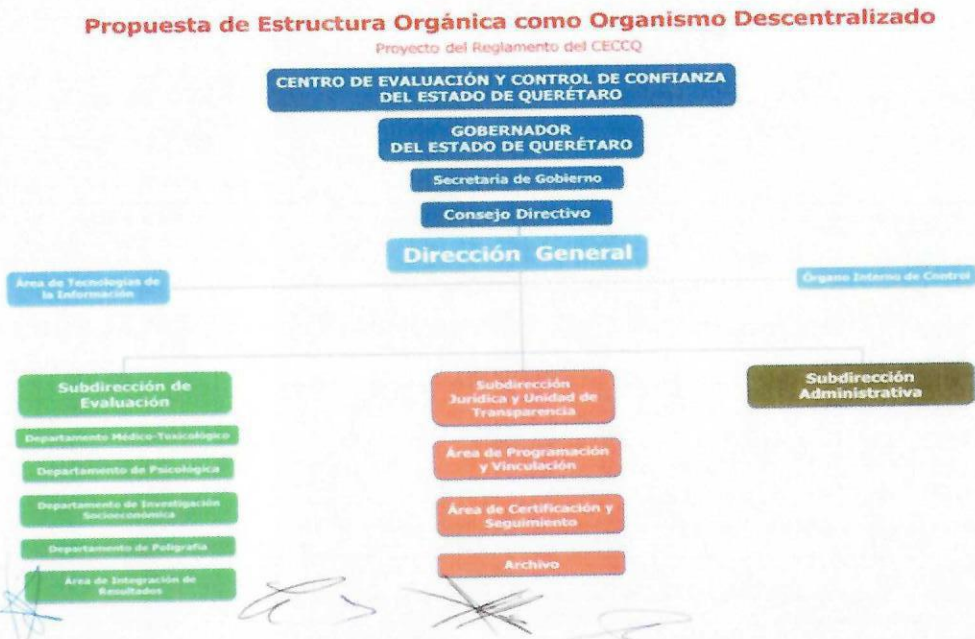 Propuesta de Estructura Orgánica como Organismo Descentralizado
Proyecto del Reglamento del CECCQ
CENTRO DE EVALUACIÓN Y CONTROL DE CONFIANZA
DEL ESTADO DE QUERÉTARO
GOBERNADOR
DEL ESTADO DE QUERÉTARO
Secretaría de Gobierno
Consejo Directivo
Dirección General
Área de Tecnologías de
la Información
Órgano Interno de Control
Subdirección de
Evaluación
Departamento Médico-Toxicológico
Departamento de Psicológica
Departamento de Investigación
Socioeconómica
Departamento de Poligrafía
Área de Integración de
Resultados
Subdirección
Jurídica y Unidad de
Transparencia
Área de Programación
y Vinculación
Área de Certificación y
Seguimiento
Archivo
Subdirección
Administrativa